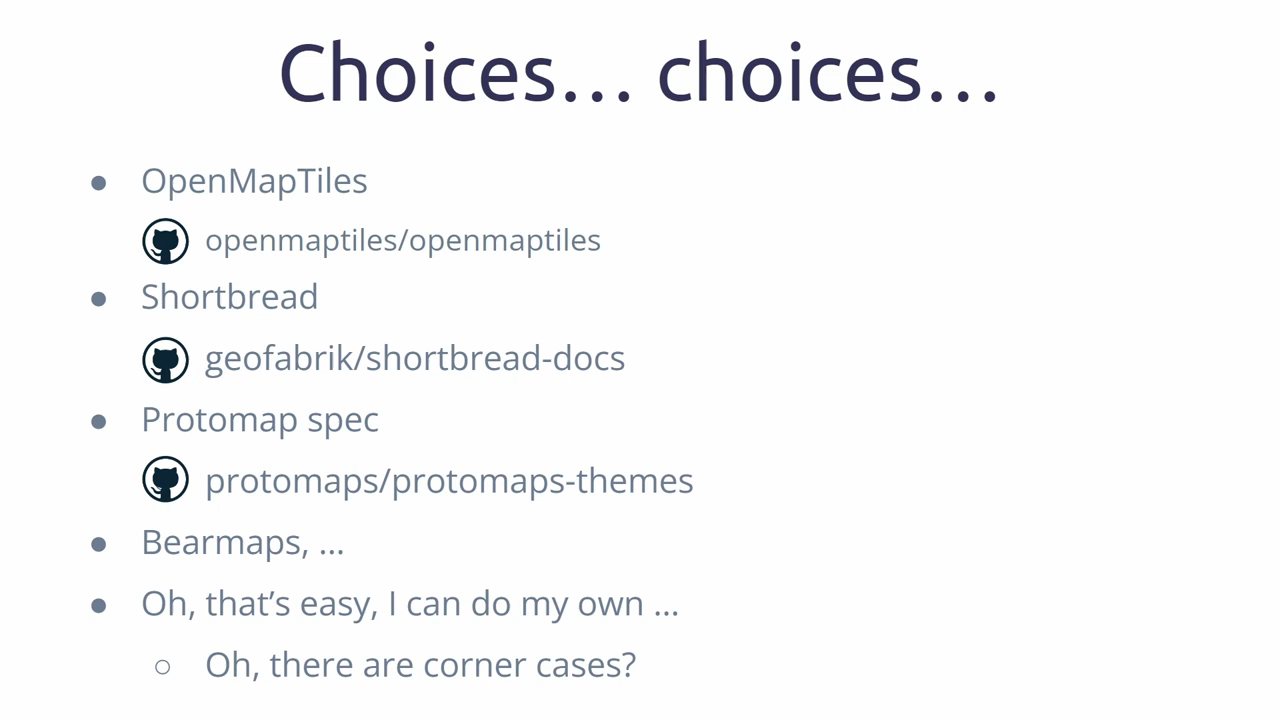 Choices… choices…
● OpenMapTiles
openmaptiles/openmaptiles
● Shortbread
geofabrik/shortbread-docs
● Protomap spec
protomaps/protomaps-themes
● Bearmaps, ...
● Oh, that’s easy, I can do my own ...
○ Oh, there are corner cases?